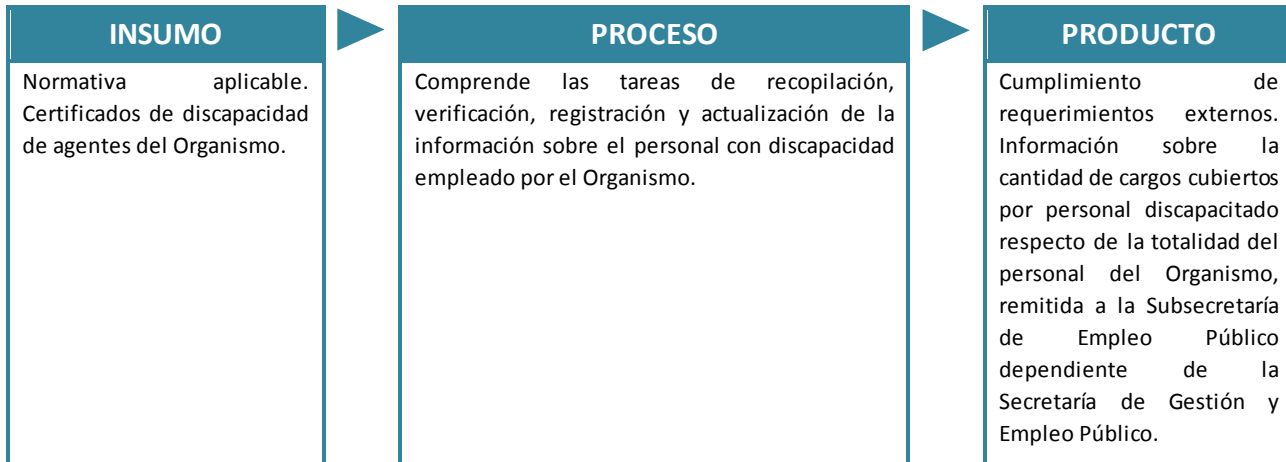 INSUMO
Normativa aplicable.
Certificados de discapacidad
de agentes del Organismo.
PROCESO
Comprende las tareas de recopilación,
verificación, registración y actualización de la
información sobre el personal con discapacidad
empleado por el Organismo.
PRODUCTO
Cumplimiento de
requerimientos externos.
Información sobre la
cantidad de cargos cubiertos
por personal discapacitado
respecto de la totalidad del
personal del Organismo,
remitida a la Subsecretaría
de Empleo Público
dependiente de la
Secretaría de Gestión y
Empleo Público.